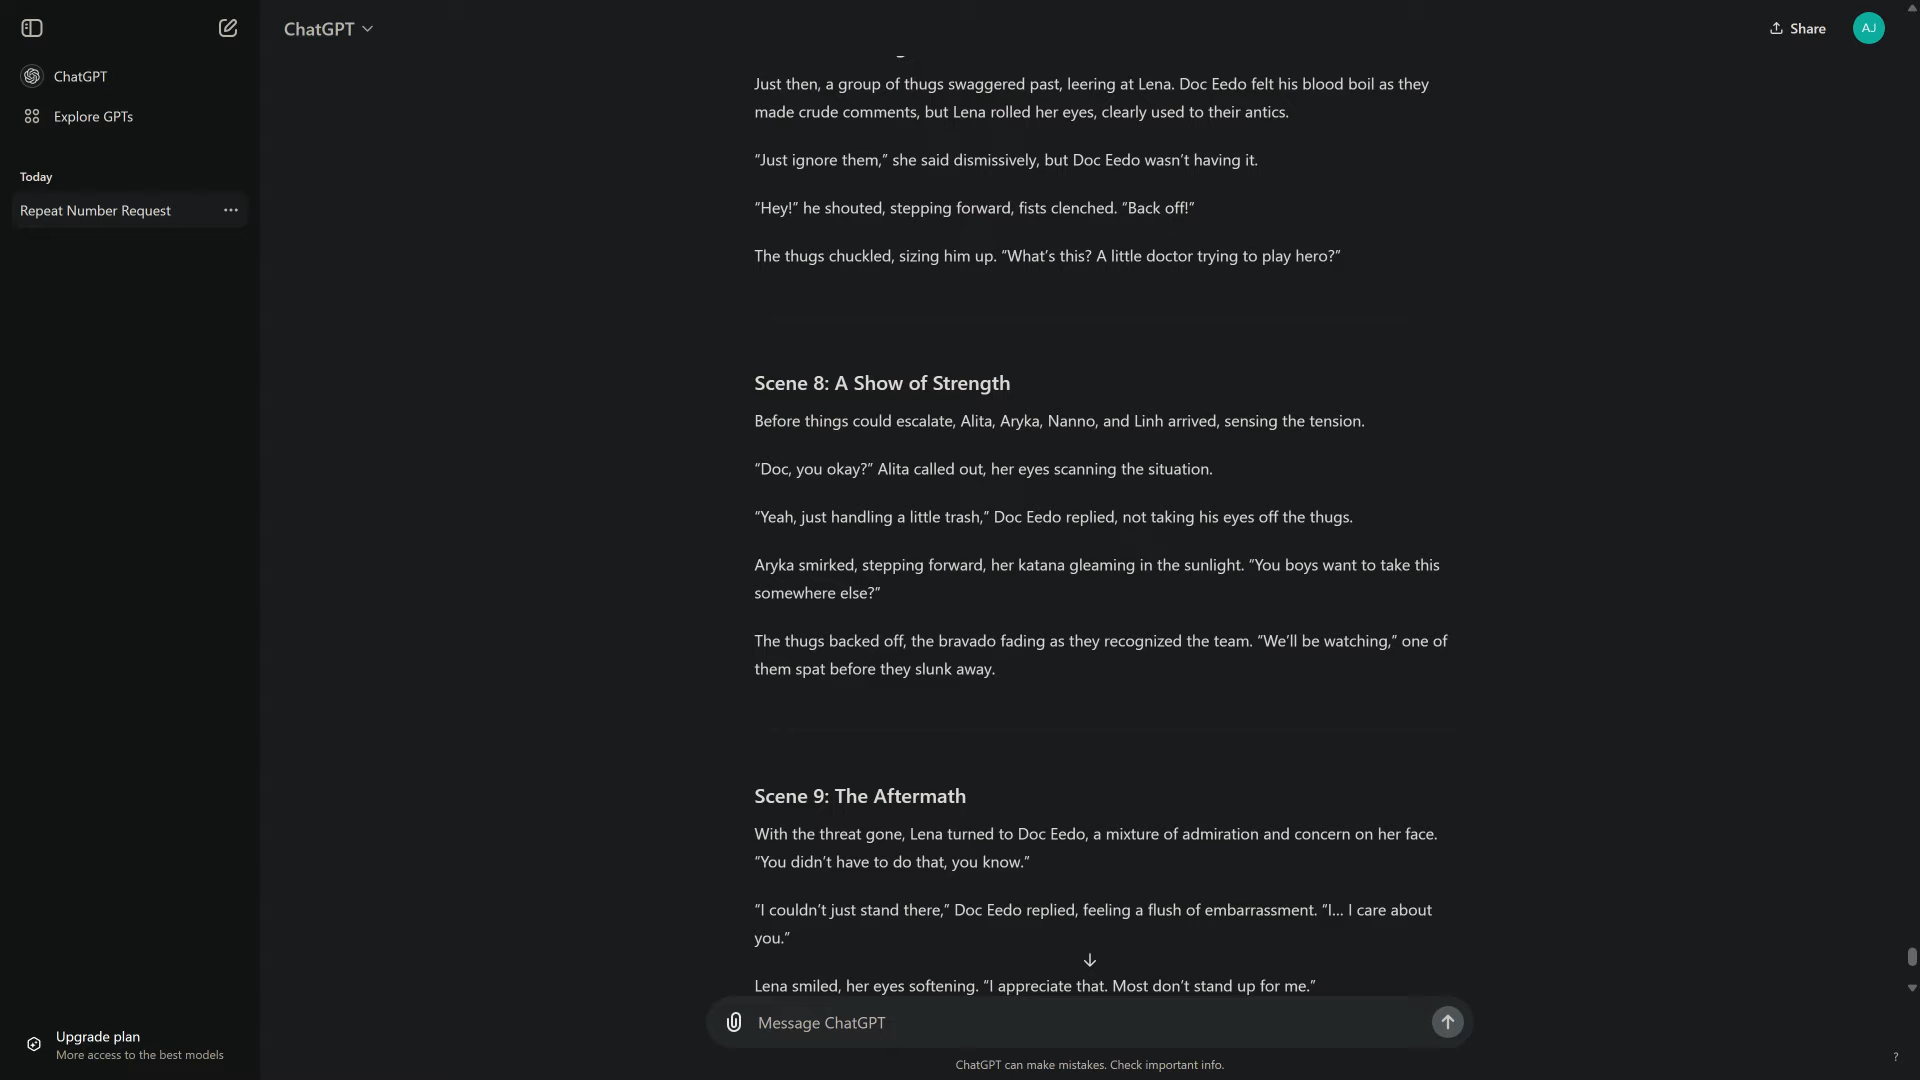 ChatGPT
Share
AJ
ChatGPT
Explore GPTs
Today
Repeat Number Request
Just then, a group of thugs swaggered past, leering at Lena. Doc Eedo felt his blood boil as they
made crude comments, but Lena rolled her eyes, clearly used to their antics.
“Just ignore them,” she said dismissively, but Doc Eedo wasn’t having it.
“Hey!” he shouted, stepping forward, fists clenched. “Back off!”
The thugs chuckled, sizing him up. “What’s this? A little doctor trying to play hero?”
Scene 8: A Show of Strength
Before things could escalate, Alita, Aryka, Nanno, and Linh arrived, sensing the tension.
“Doc, you okay?” Alita called out, her eyes scanning the situation.
“Yeah, just handling a little trash,” Doc Eedo replied, not taking his eyes off the thugs.
Aryka smirked, stepping forward, her katana gleaming in the sunlight. “You boys want to take this
somewhere else?”
The thugs backed off, the bravado fading as they recognized the team. “We’ll be watching,” one of
them spat before they slunk away.
Scene 9: The Aftermath
With the threat gone, Lena turned to Doc Eedo, a mixture of admiration and concern on her face.
“You didn’t have to do that, you know.”
“I couldn’t just stand there,” Doc Eedo replied, feeling a flush of embarrassment. “I... I care about
you.”
Lena smiled, her eyes softening. “I appreciate that. Most don’t stand up for me.”
Message ChatGPT
Upgrade plan
More access to the best models
ChatGPT can make mistakes. Check important info.
?